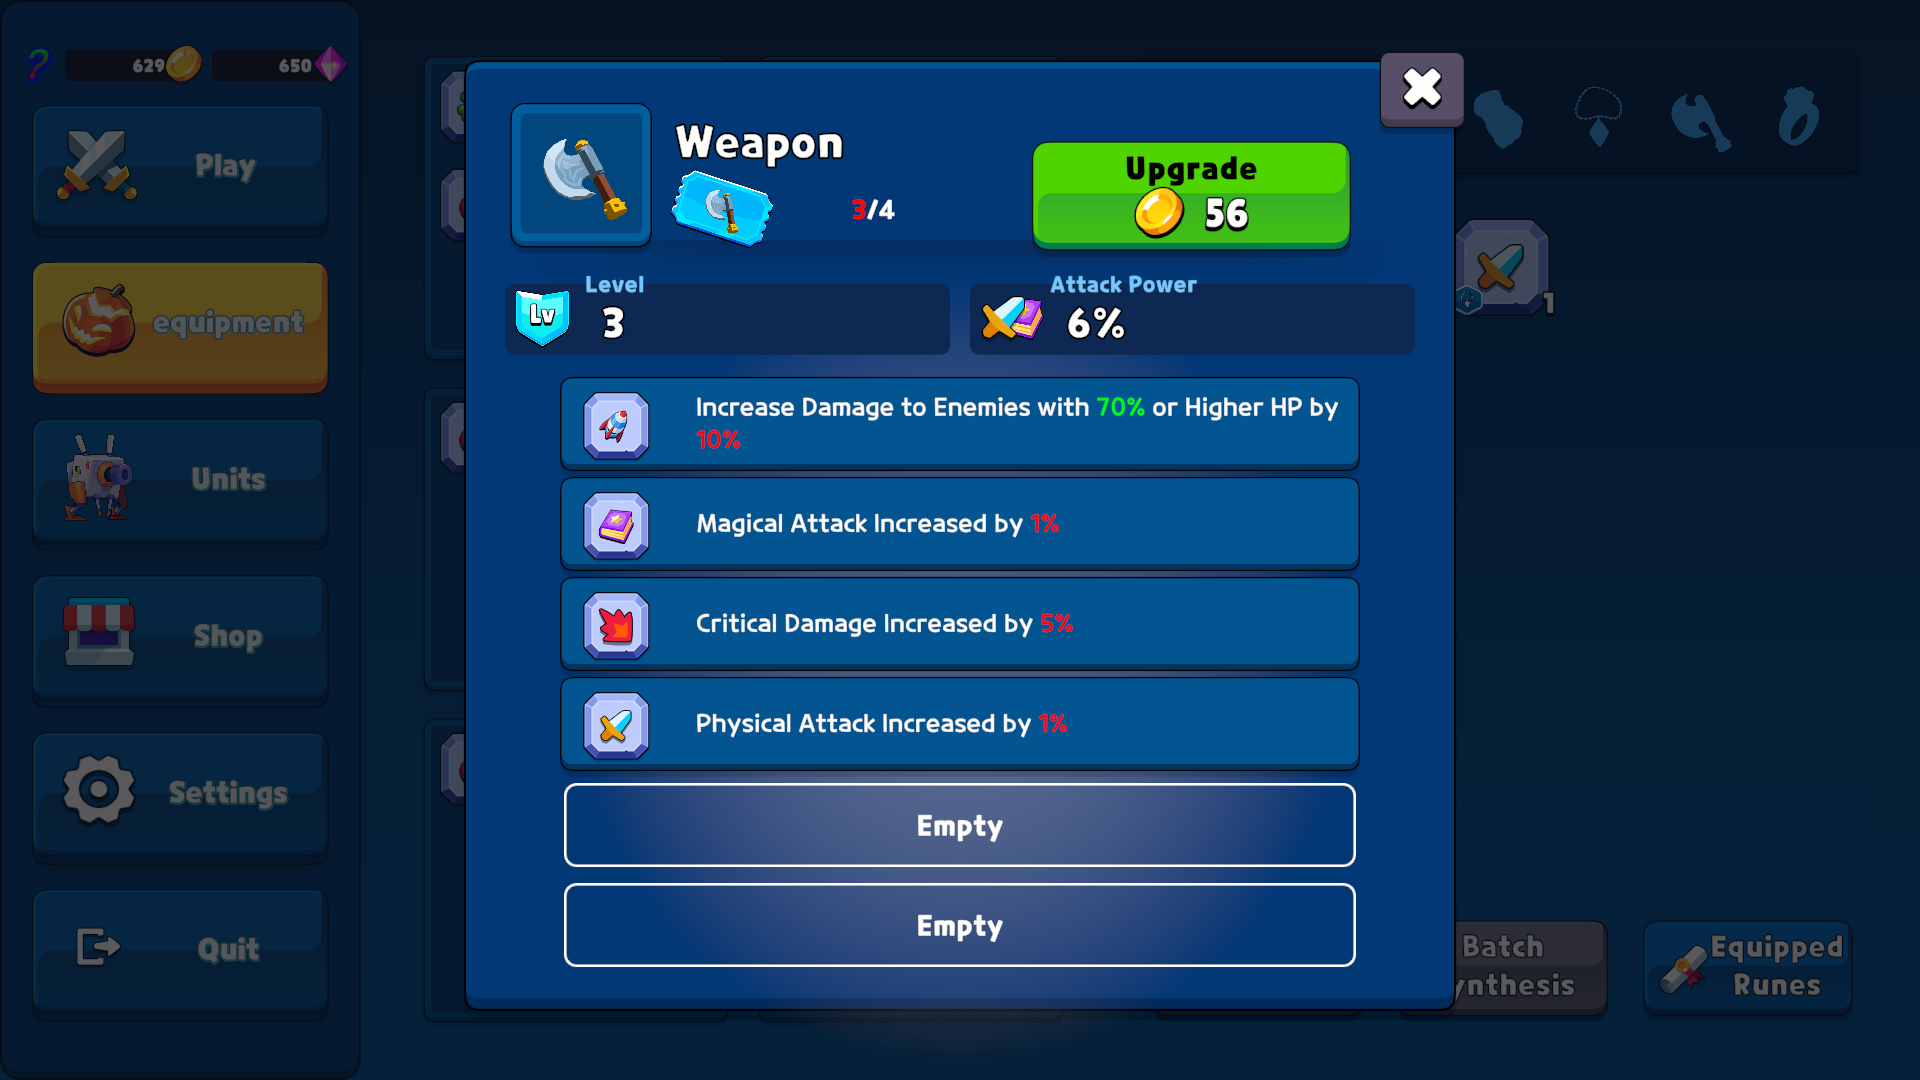 629
650
Play
equipment
Units
Shop
Settings
Quit
Weapon
3/4
Upgrade
56
Level
Lv
3
Attack Power
6%
Increase Damage to Enemies with 70% or Higher HP by
10%
Magical Attack Increased by 1%
Critical Damage Increased by 5%
Physical Attack Increased by 1%
Empty
Empty
1
Batch
ynthesis
Equipped
Runes